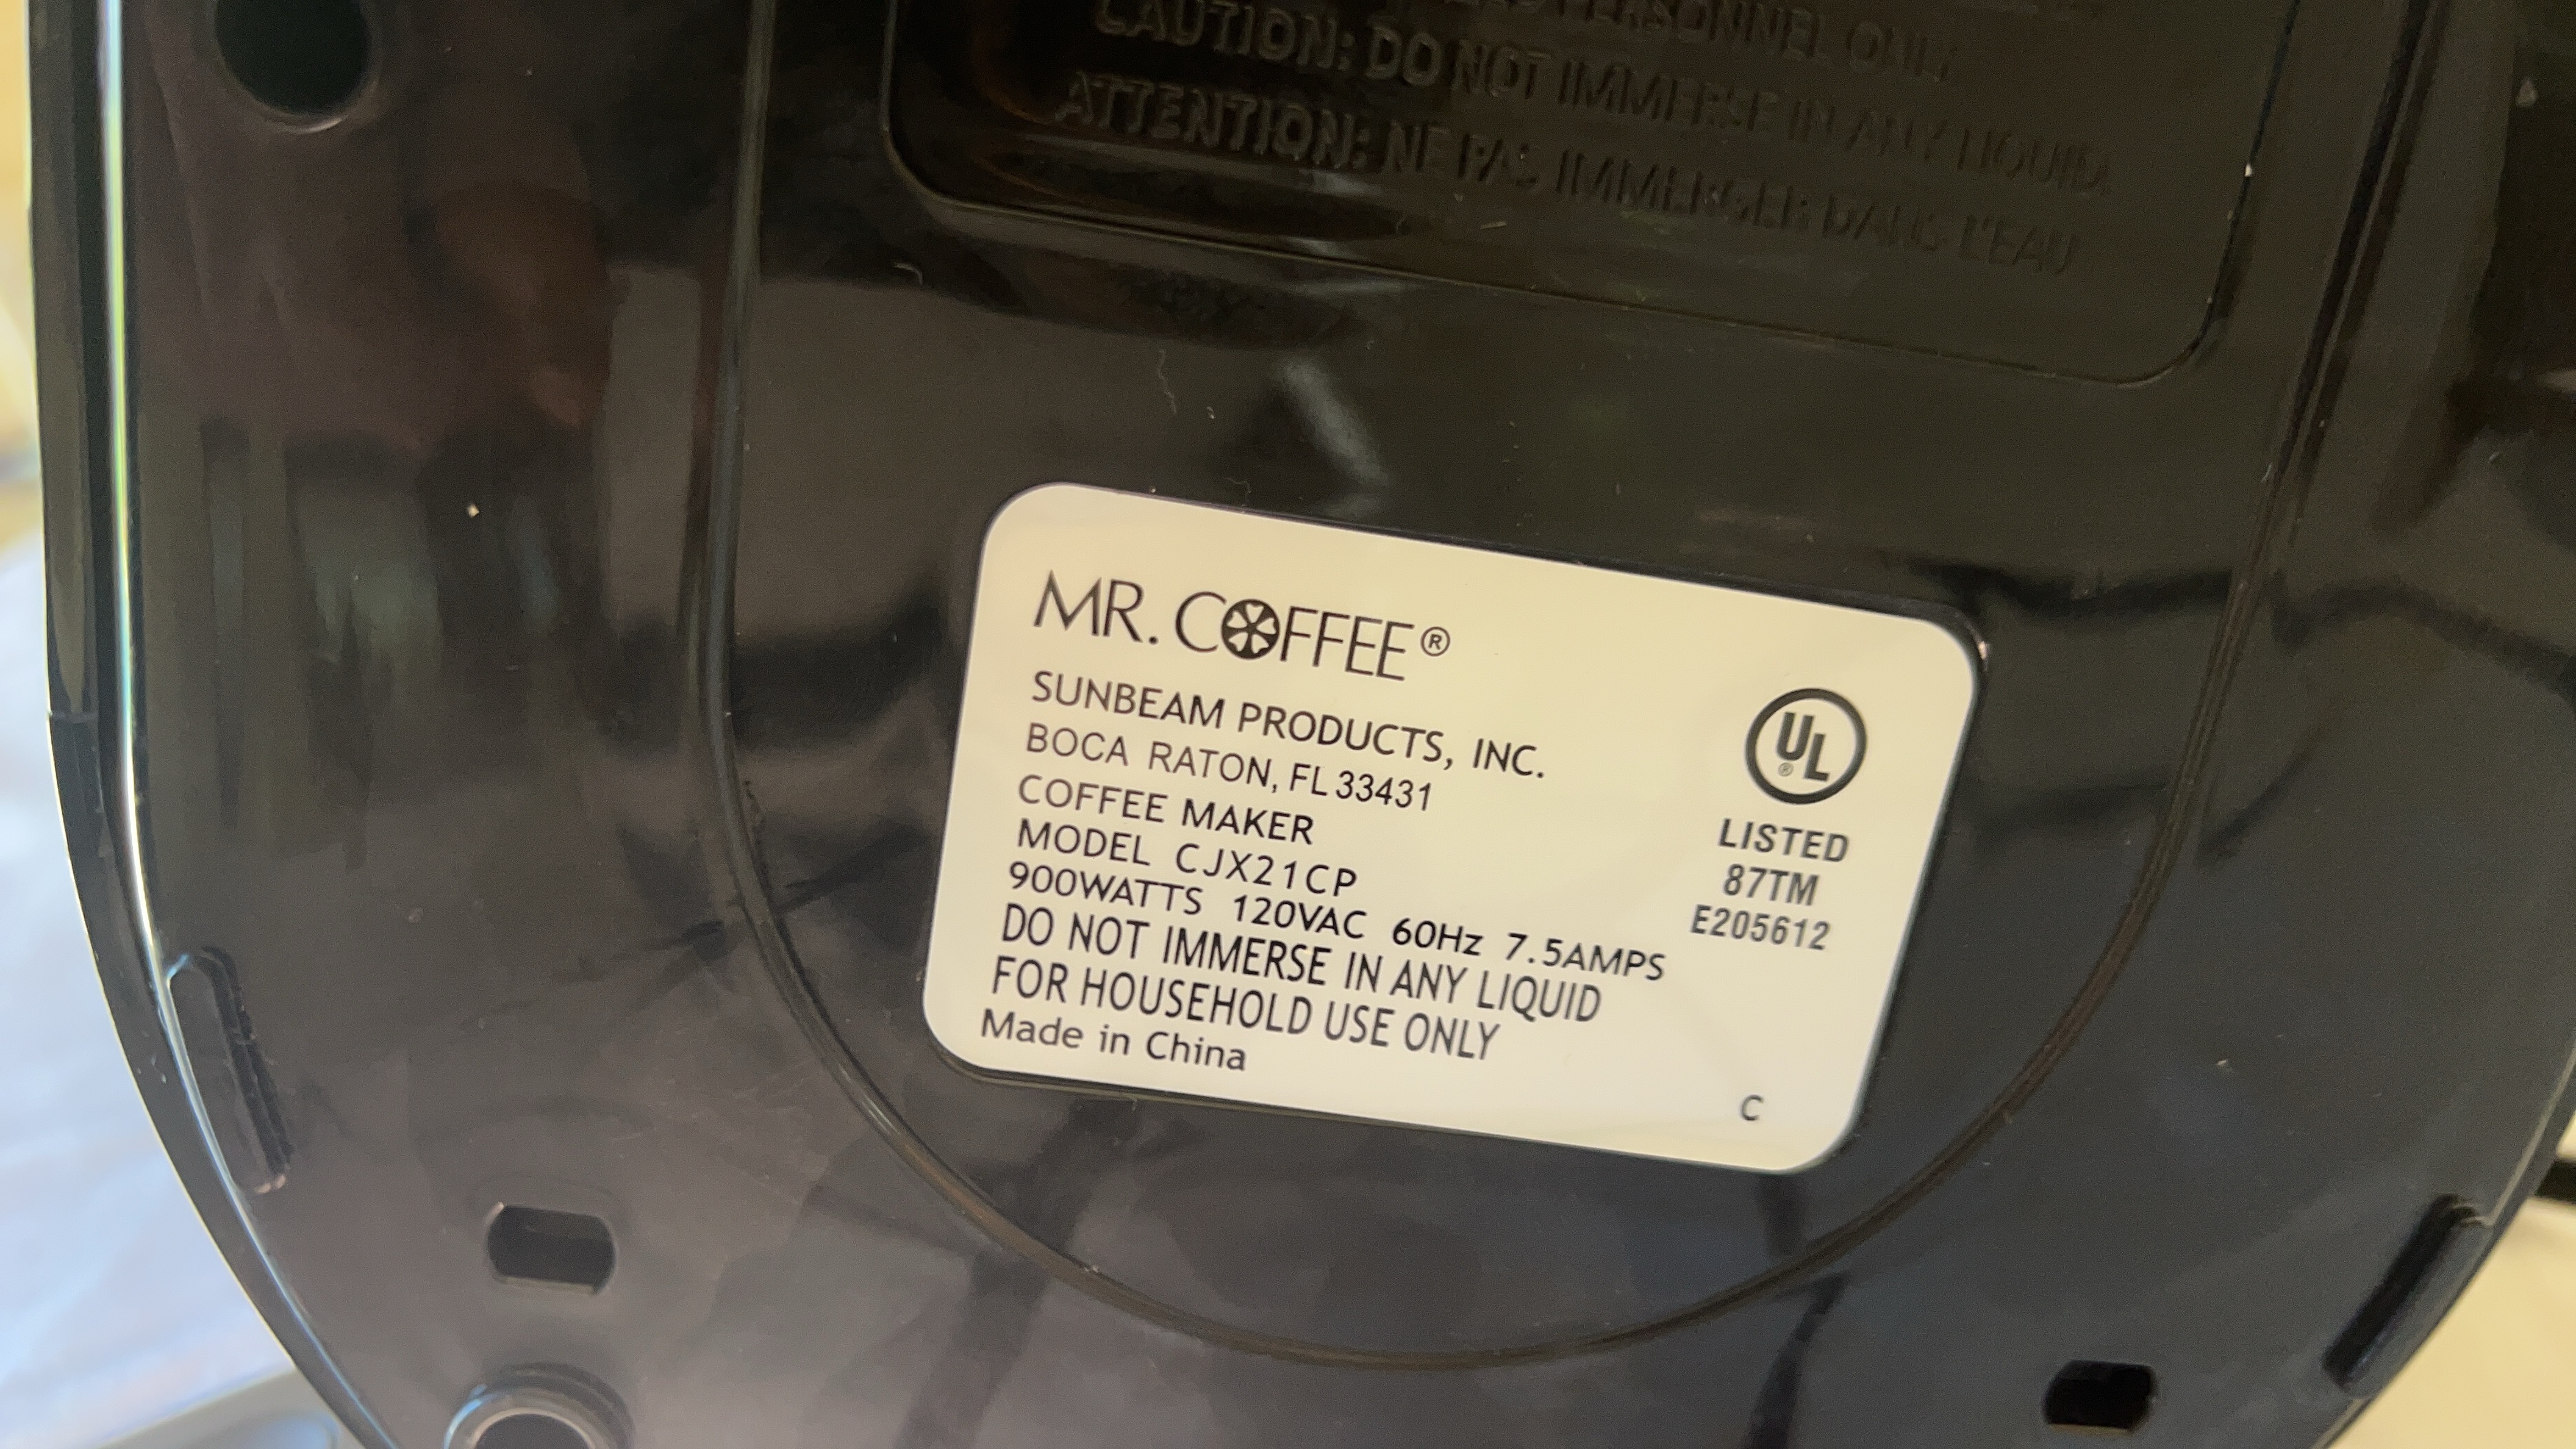 PERSONNEL ONLY
CAUTION: DO NOT IMMERSE IN ANY LIQUID
ATTENTION: NE PAS IMMERGER DANS L'EAU
MR. COFFEE®
SUNBEAM PRODUCTS, INC.
BOCA RATON, FL 33431
COFFEE MAKER
MODEL CJX21CP
900WATTS 120VAC 60Hz 7.5AMPS
DO NOT IMMERSE IN ANY LIQUID
FOR HOUSEHOLD USE ONLY
Made in China
UL®
LISTED
87TM
E205612
C